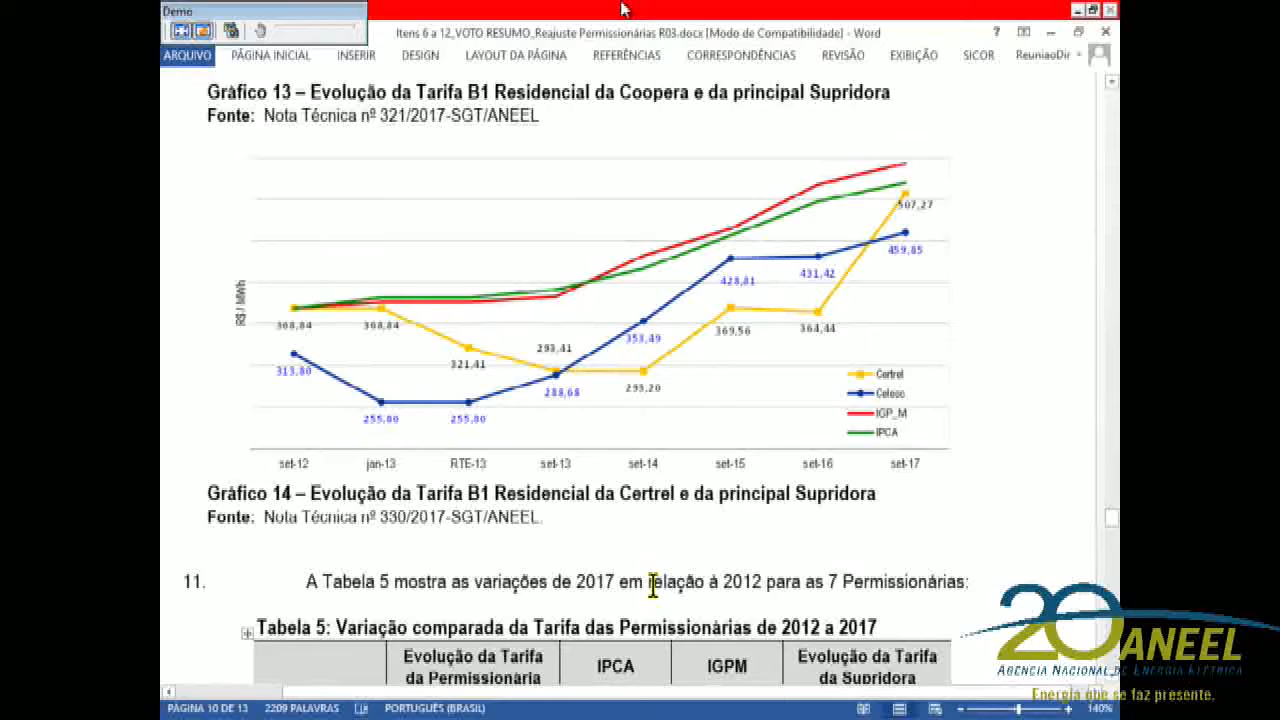 Demo
Itens 6 a 12_VOTO RESUMO_Reajuste Permissionárias R03.docx [Modo de Compatibilidade] - Word
ARQUIVO PÁGINA INICIAL INSERIR DESIGN LAYOUT DA PÁGINA REFERÊNCIAS CORRESPONDÊNCIAS REVISÃO EXIBIÇÃO SICOR ReuniaoDir
Gráfico 13 – Evolução da Tarifa B1 Residencial da Coopera e da principal Supridora
Fonte: Nota Técnica nº 321/2017-SGT/ANEEL
R$ / MWh
507,27
459,85
428,81
431,42
368,84
368,84
353,49
369,56
364,44
293,41
321,41
313,80
288,68
293,20
255,80
255,80
Certrel
Celesc
IGP_M
IPCA
set-12 jan-13 RTE-13 set-13 set-14 set-15 set-16 set-17
Gráfico 14 – Evolução da Tarifa B1 Residencial da Certrel e da principal Supridora
Fonte: Nota Técnica nº 330/2017-SGT/ANEEL.
11. A Tabela 5 mostra as variações de 2017 em relação à 2012 para as 7 Permissionárias:
Tabela 5: Variação comparada da Tarifa das Permissionárias de 2012 a 2017
Evolução da Tarifa da Permissionária
IPCA
IGPM
Evolução da Tarifa da Supridora
20 ANEEL
AGÊNCIA NACIONAL DE ENERGIA ELÉTRICA
Energia que se faz presente.
PÁGINA 10 DE 13 2209 PALAVRAS PORTUGUÊS (BRASIL) 140%